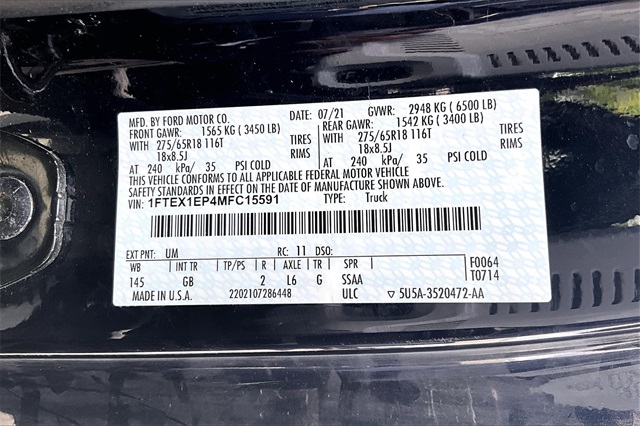 MFD. BY FORD MOTOR CO. DATE: 07/21 GVWR: 2948 KG (6500 LB)
FRONT GAWR: 1565 KG (3450 LB) REAR GAWR: 1542 KG (3400 LB)
WITH 275/65R18 116T TIRES WITH 275/65R18 116T TIRES
18x8.5J RIMS 18x8.5J RIMS
AT 240 kPa/ 35 PSI COLD AT 240 kPa/ 35 PSI COLD
THIS VEHICLE CONFORMS TO ALL APPLICABLE FEDERAL MOTOR VEHICLE
SAFETY STANDARDS IN EFFECT ON THE DATE OF MANUFACTURE SHOWN ABOVE.
VIN: 1FTEX1EP4MFC15591 TYPE: Truck
EXT PNT: UM RC: 11 DSO: F0064
WB INT TR TP/PS R AXLE TR SPR T0714
145 GB 2 L6 G SSAA
MADE IN U.S.A. 2202107286448 ULC ▽ 5U5A-3520472-AA